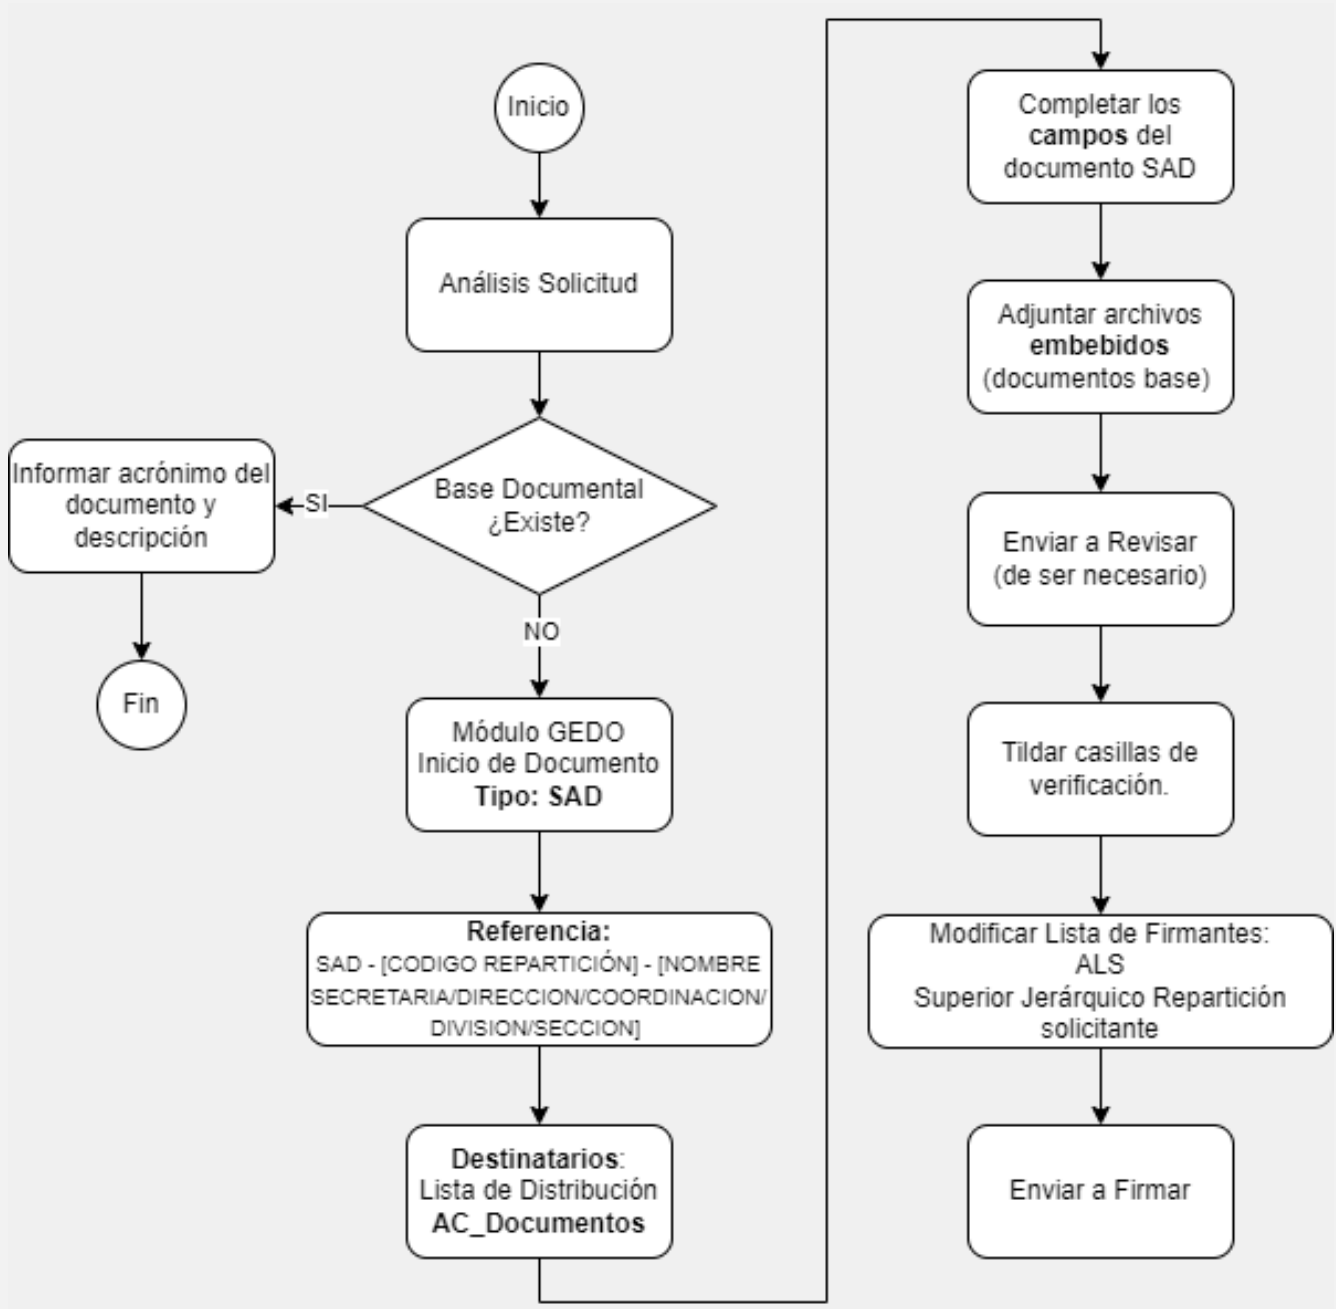 Inicio
Análisis Solicitud
Base Documental
¿Existe?
SI
Informar acrónimo del
documento y
descripción
Fin
NO
Módulo GEDO
Inicio de Documento
Tipo: SAD
Referencia:
SAD - [CODIGO REPARTICIÓN] - [NOMBRE
SECRETARIA/DIRECCION/COORDINACION/
DIVISION/SECCION]
Destinatarios:
Lista de Distribución
AC_Documentos
Completar los
campos del
documento SAD
Adjuntar archivos
embebidos
(documentos base)
Enviar a Revisar
(de ser necesario)
Tildar casillas de
verificación.
Modificar Lista de Firmantes:
ALS
Superior Jerárquico Repartición
solicitante
Enviar a Firmar